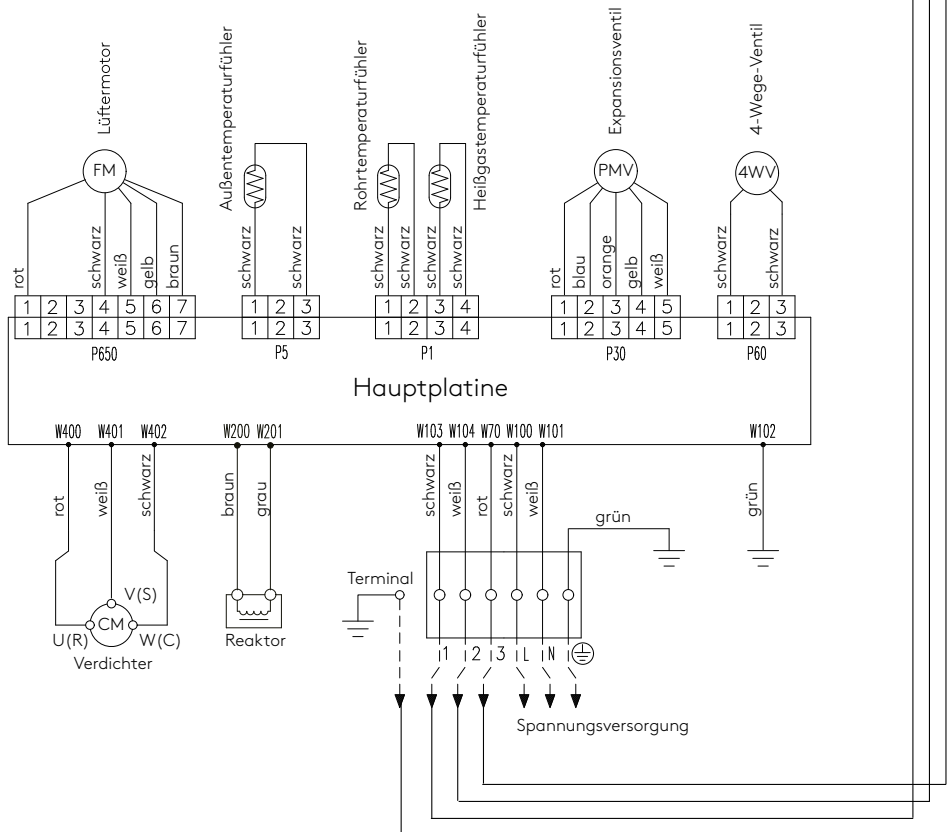 Lüftermotor
Außentemperaturfühler
Rohrtemperaturfühler
Heißgastemperaturfühler
Expansionsventil
4-Wege-Ventil
FM
PMV
4WV
rot
schwarz
weiß
gelb
braun
schwarz
schwarz
schwarz
schwarz
schwarz
schwarz
rot
blau
orange
gelb
weiß
schwarz
schwarz
1 2 3 4 5 6 7
1 2 3
1 2 3 4
1 2 3 4 5
1 2 3
1 2 3 4 5 6 7
1 2 3
1 2 3 4
1 2 3 4 5
1 2 3
P650
P5
P1
P30
P60
Hauptplatine
W400 W401 W402
W200 W201
W103 W104 W70 W100 W101
W102
rot
weiß
schwarz
braun
grau
schwarz
weiß
rot
schwarz
weiß
grün
grün
Terminal
V(S)
CM
U(R)
W(C)
Verdichter
Reaktor
1 2 3 L N
Spannungsversorgung